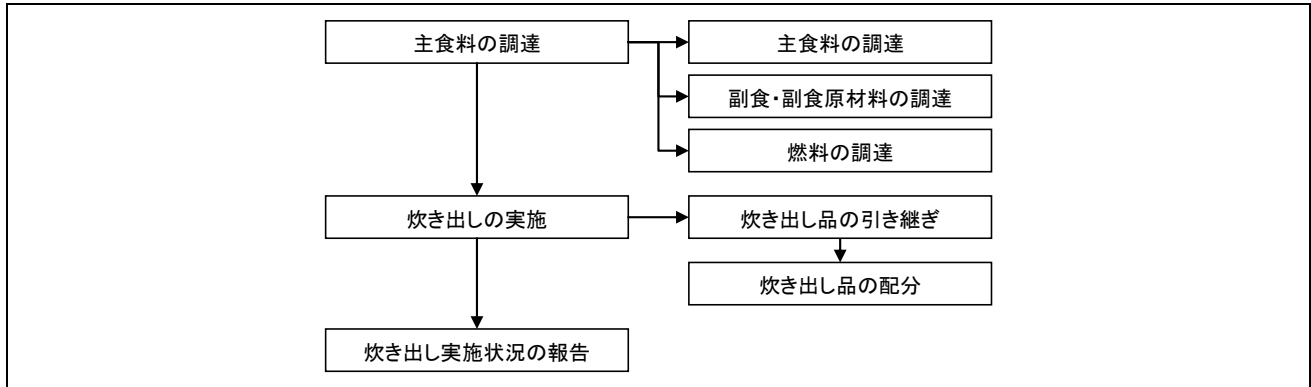 主食料の調達
主食料の調達
副食・副食原材料の調達
燃料の調達
炊き出しの実施
炊き出し品の引き継ぎ
炊き出し品の配分
炊き出し実施状況の報告